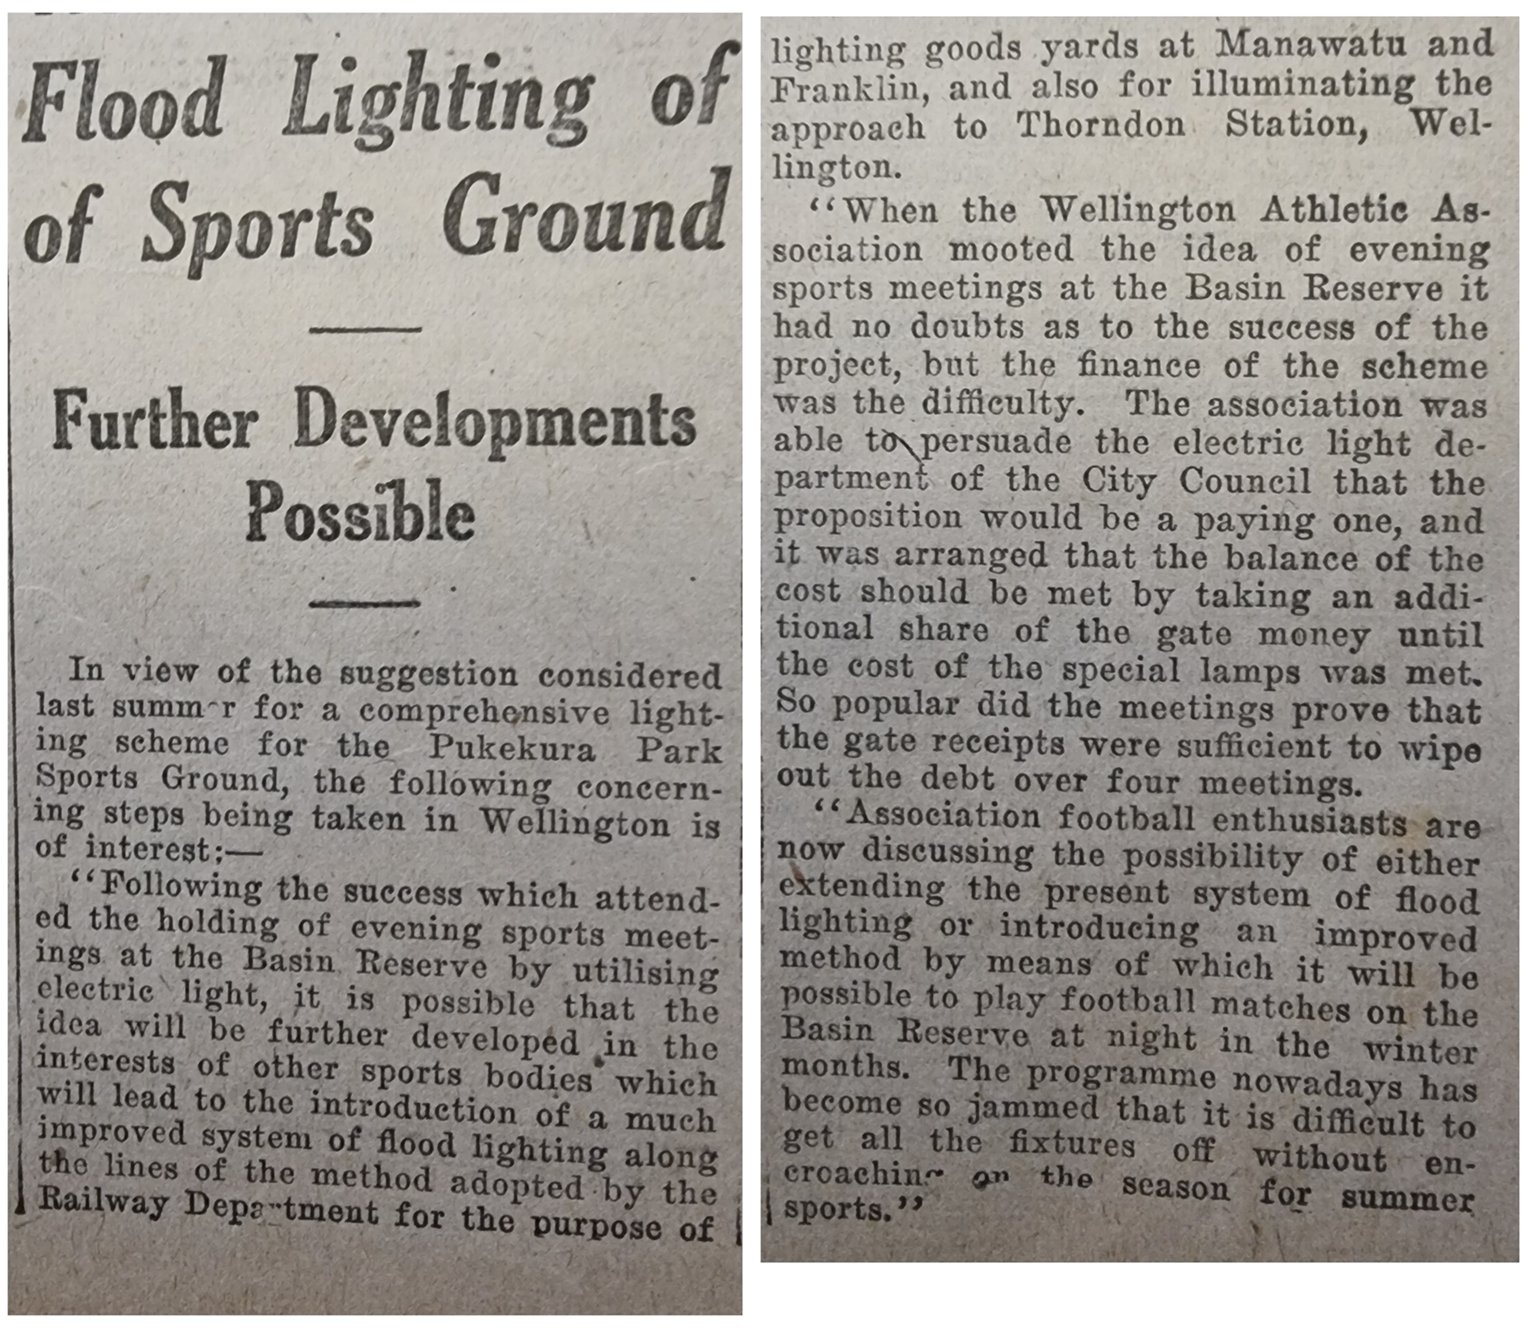 Flood Lighting of
of Sports Ground
Further Developments
Possible
In view of the suggestion considered
last summer for a comprehensive light-
ing scheme for the Pukekura Park
Sports Ground, the following concern-
ing steps being taken in Wellington is
of interest:—
"Following the success which attend-
ed the holding of evening sports meet-
ings at the Basin Reserve by utilising
electric light, it is possible that the
idea will be further developed in the
interests of other sports bodies which
will lead to the introduction of a much
improved system of flood lighting along
the lines of the method adopted by the
Railway Department for the purpose of
lighting goods yards at Manawatu and
Franklin, and also for illuminating the
approach to Thorndon Station, Wel-
lington.
"When the Wellington Athletic As-
sociation mooted the idea of evening
sports meetings at the Basin Reserve it
had no doubts as to the success of the
project, but the finance of the scheme
was the difficulty. The association was
able to persuade the electric light de-
partment of the City Council that the
proposition would be a paying one, and
it was arranged that the balance of the
cost should be met by taking an addi-
tional share of the gate money until
the cost of the special lamps was met.
So popular did the meetings prove that
the gate receipts were sufficient to wipe
out the debt over four meetings.
"Association football enthusiasts are
now discussing the possibility of either
extending the present system of flood
lighting or introducing an improved
method by means of which it will be
possible to play football matches on the
Basin Reserve at night in the winter
months. The programme nowadays has
become so jammed that it is difficult to
get all the fixtures off without en-
croaching on the season for summer
sports."